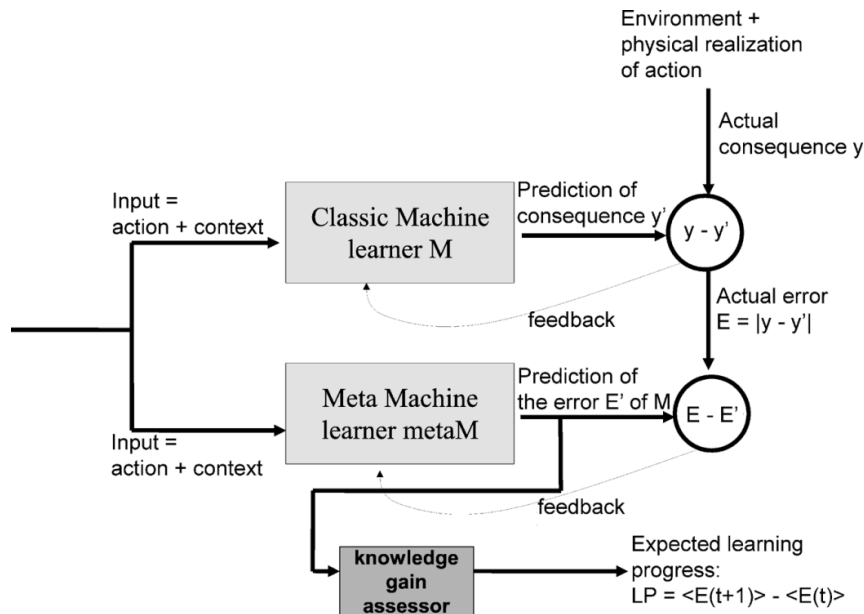 Environment +
physical realization
of action
Actual
consequence y
Input =
action + context
Classic Machine
learner M
Prediction of
consequence y'
y - y'
feedback
Actual error
E = |y - y'|
Meta Machine
learner metaM
Prediction of
the error E' of M
E - E'
Input =
action + context
feedback
knowledge
gain
assessor
Expected learning
progress:
LP = <E(t+1)> - <E(t)>